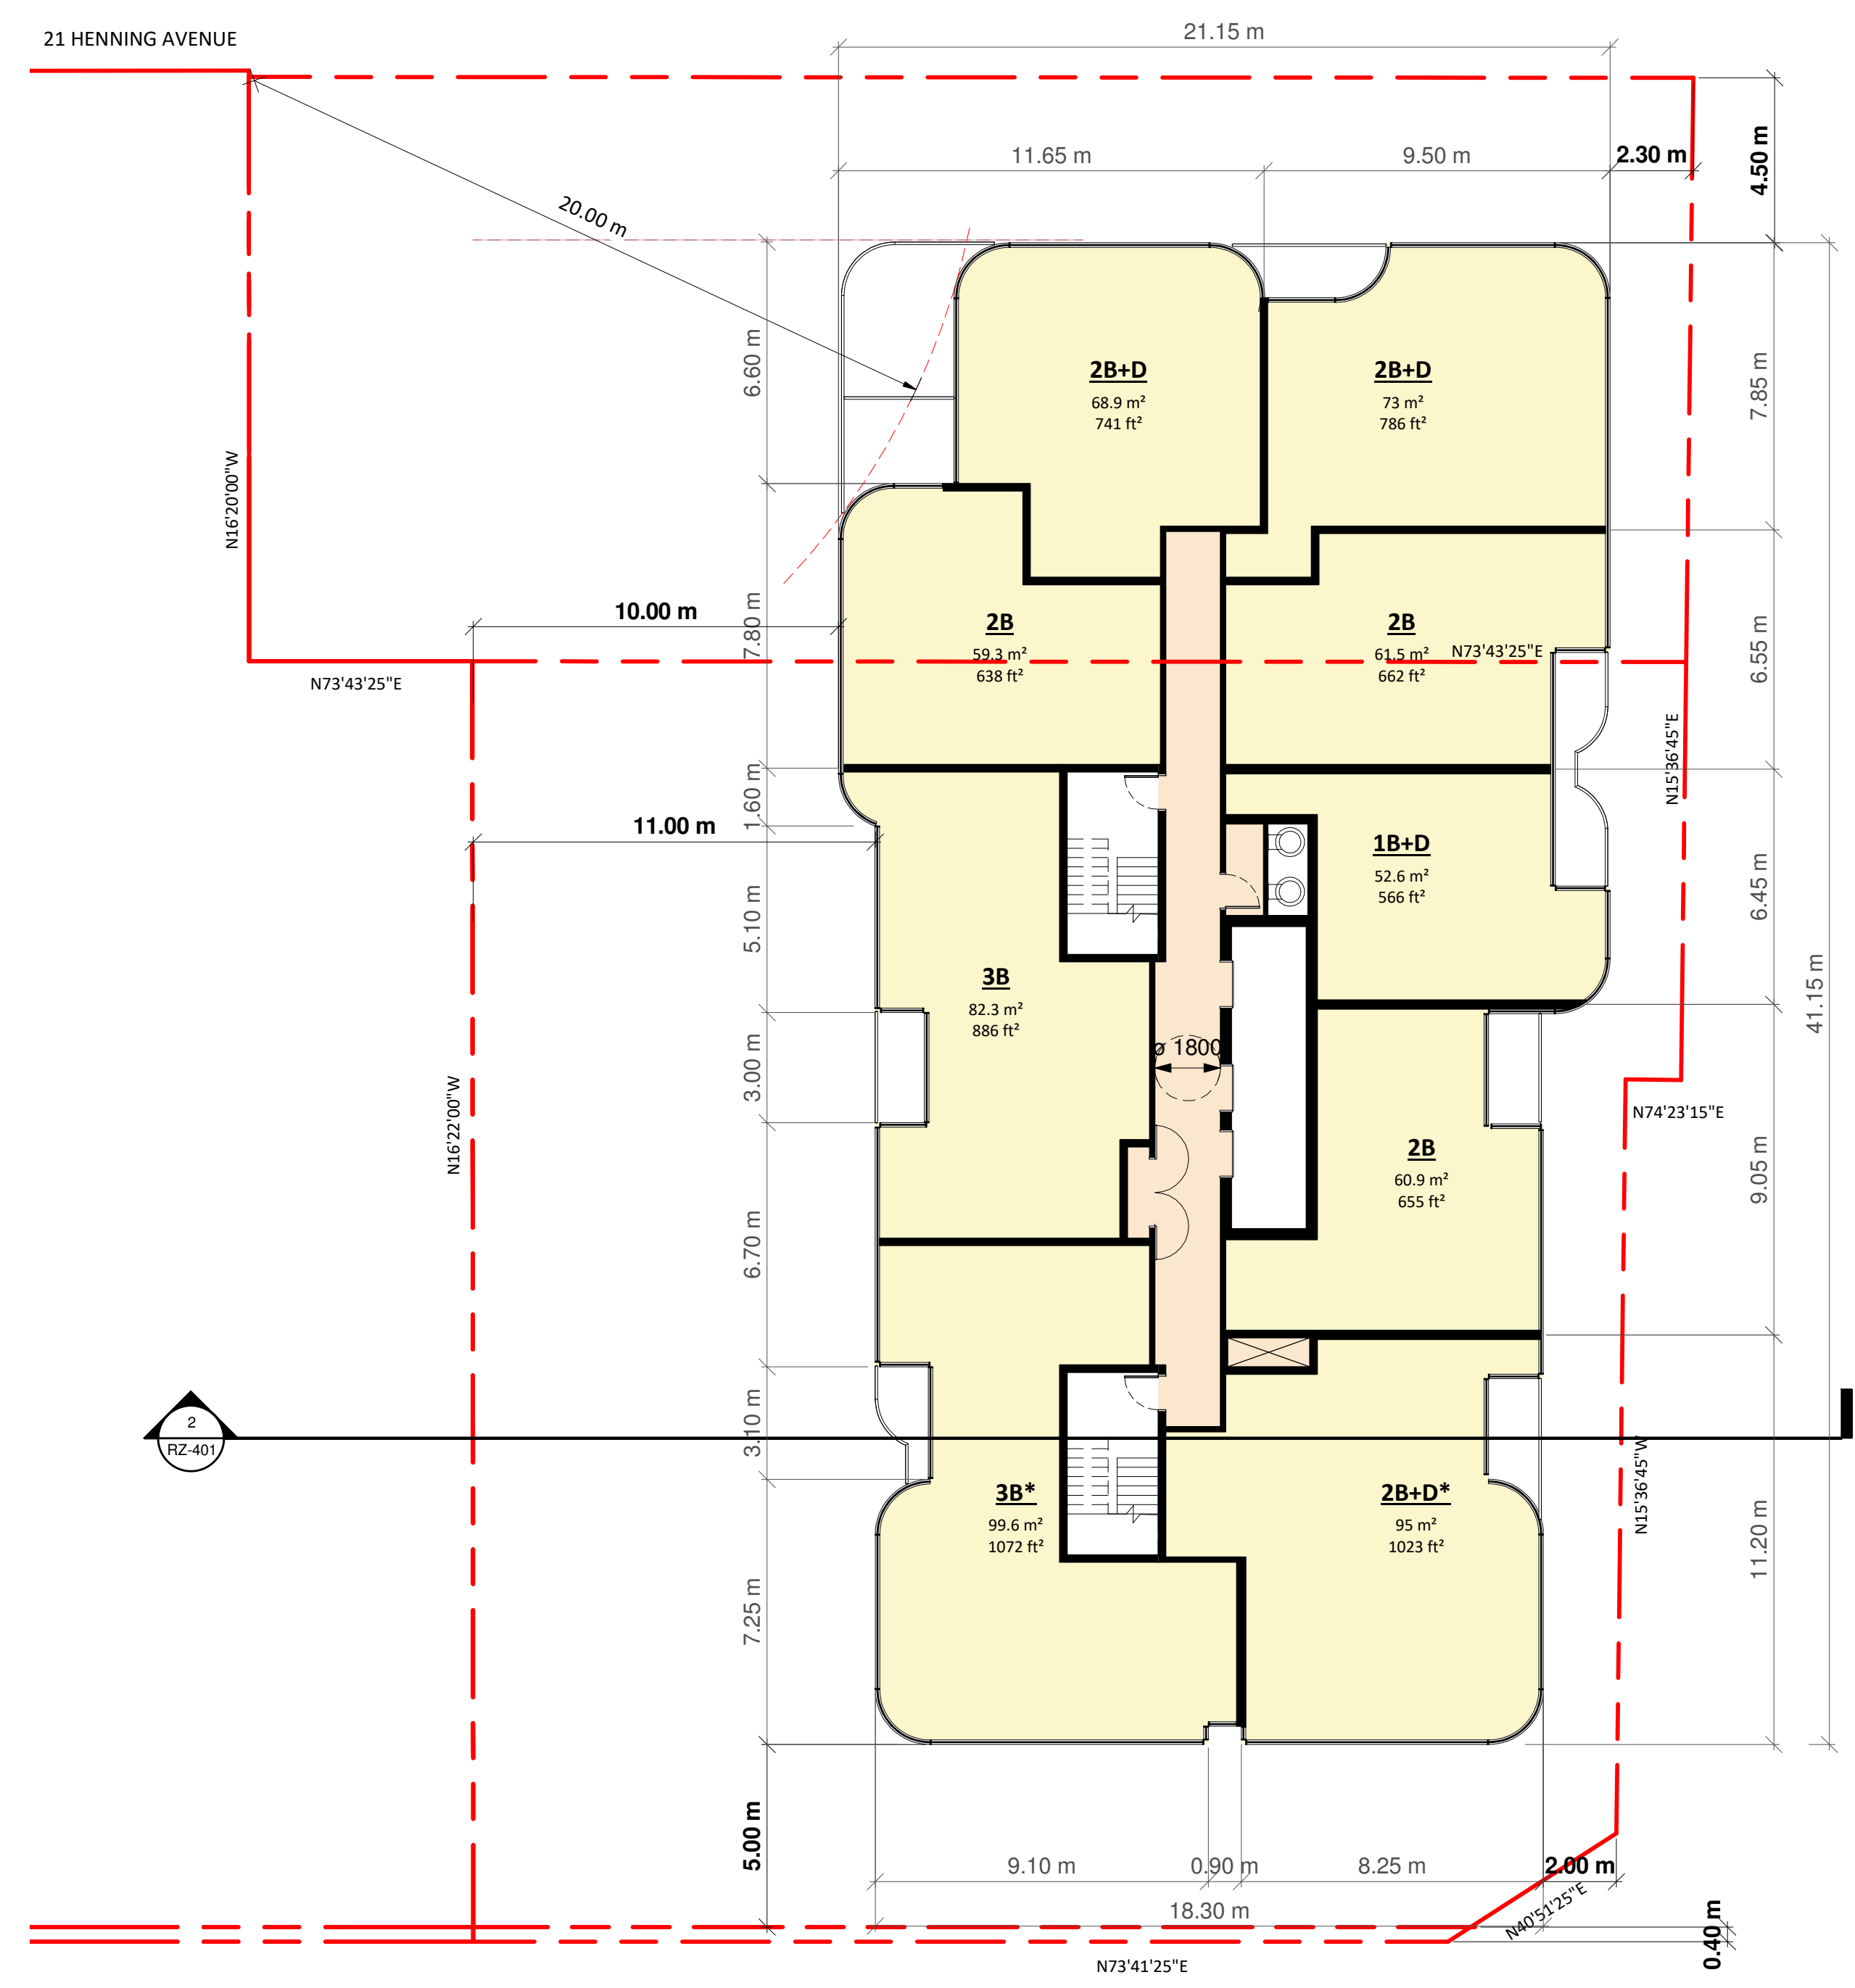 21 HENNING AVENUE
21.15 m
11.65 m
9.50 m
2.30 m
4.50 m
20.00 m
6.60 m
2B+D
68.9 m²
741 ft²
2B+D
73 m²
786 ft²
7.85 m
N16'20'00"W
10.00 m
7.80 m
2B
59.3 m²
638 ft²
2B
61.5 m²
662 ft²
N73'43'25"E
6.55 m
N73'43'25"E
N15'36'45"E
11.00 m
1.60 m
1B+D
52.6 m²
566 ft²
5.10 m
6.45 m
3B
82.3 m²
886 ft²
41.15 m
ø 1800
3.00 m
N16'22'00"W
N74'23'15"E
2B
60.9 m²
655 ft²
9.05 m
6.70 m
2
RZ-401
3.10 m
3B*
99.6 m²
1072 ft²
2B+D*
95 m²
1023 ft²
N15'36'45"W
11.20 m
7.25 m
5.00 m
9.10 m
0.90 m
8.25 m
2.00 m
18.30 m
N40'51'25"E
0.40 m
N73'41'25"E